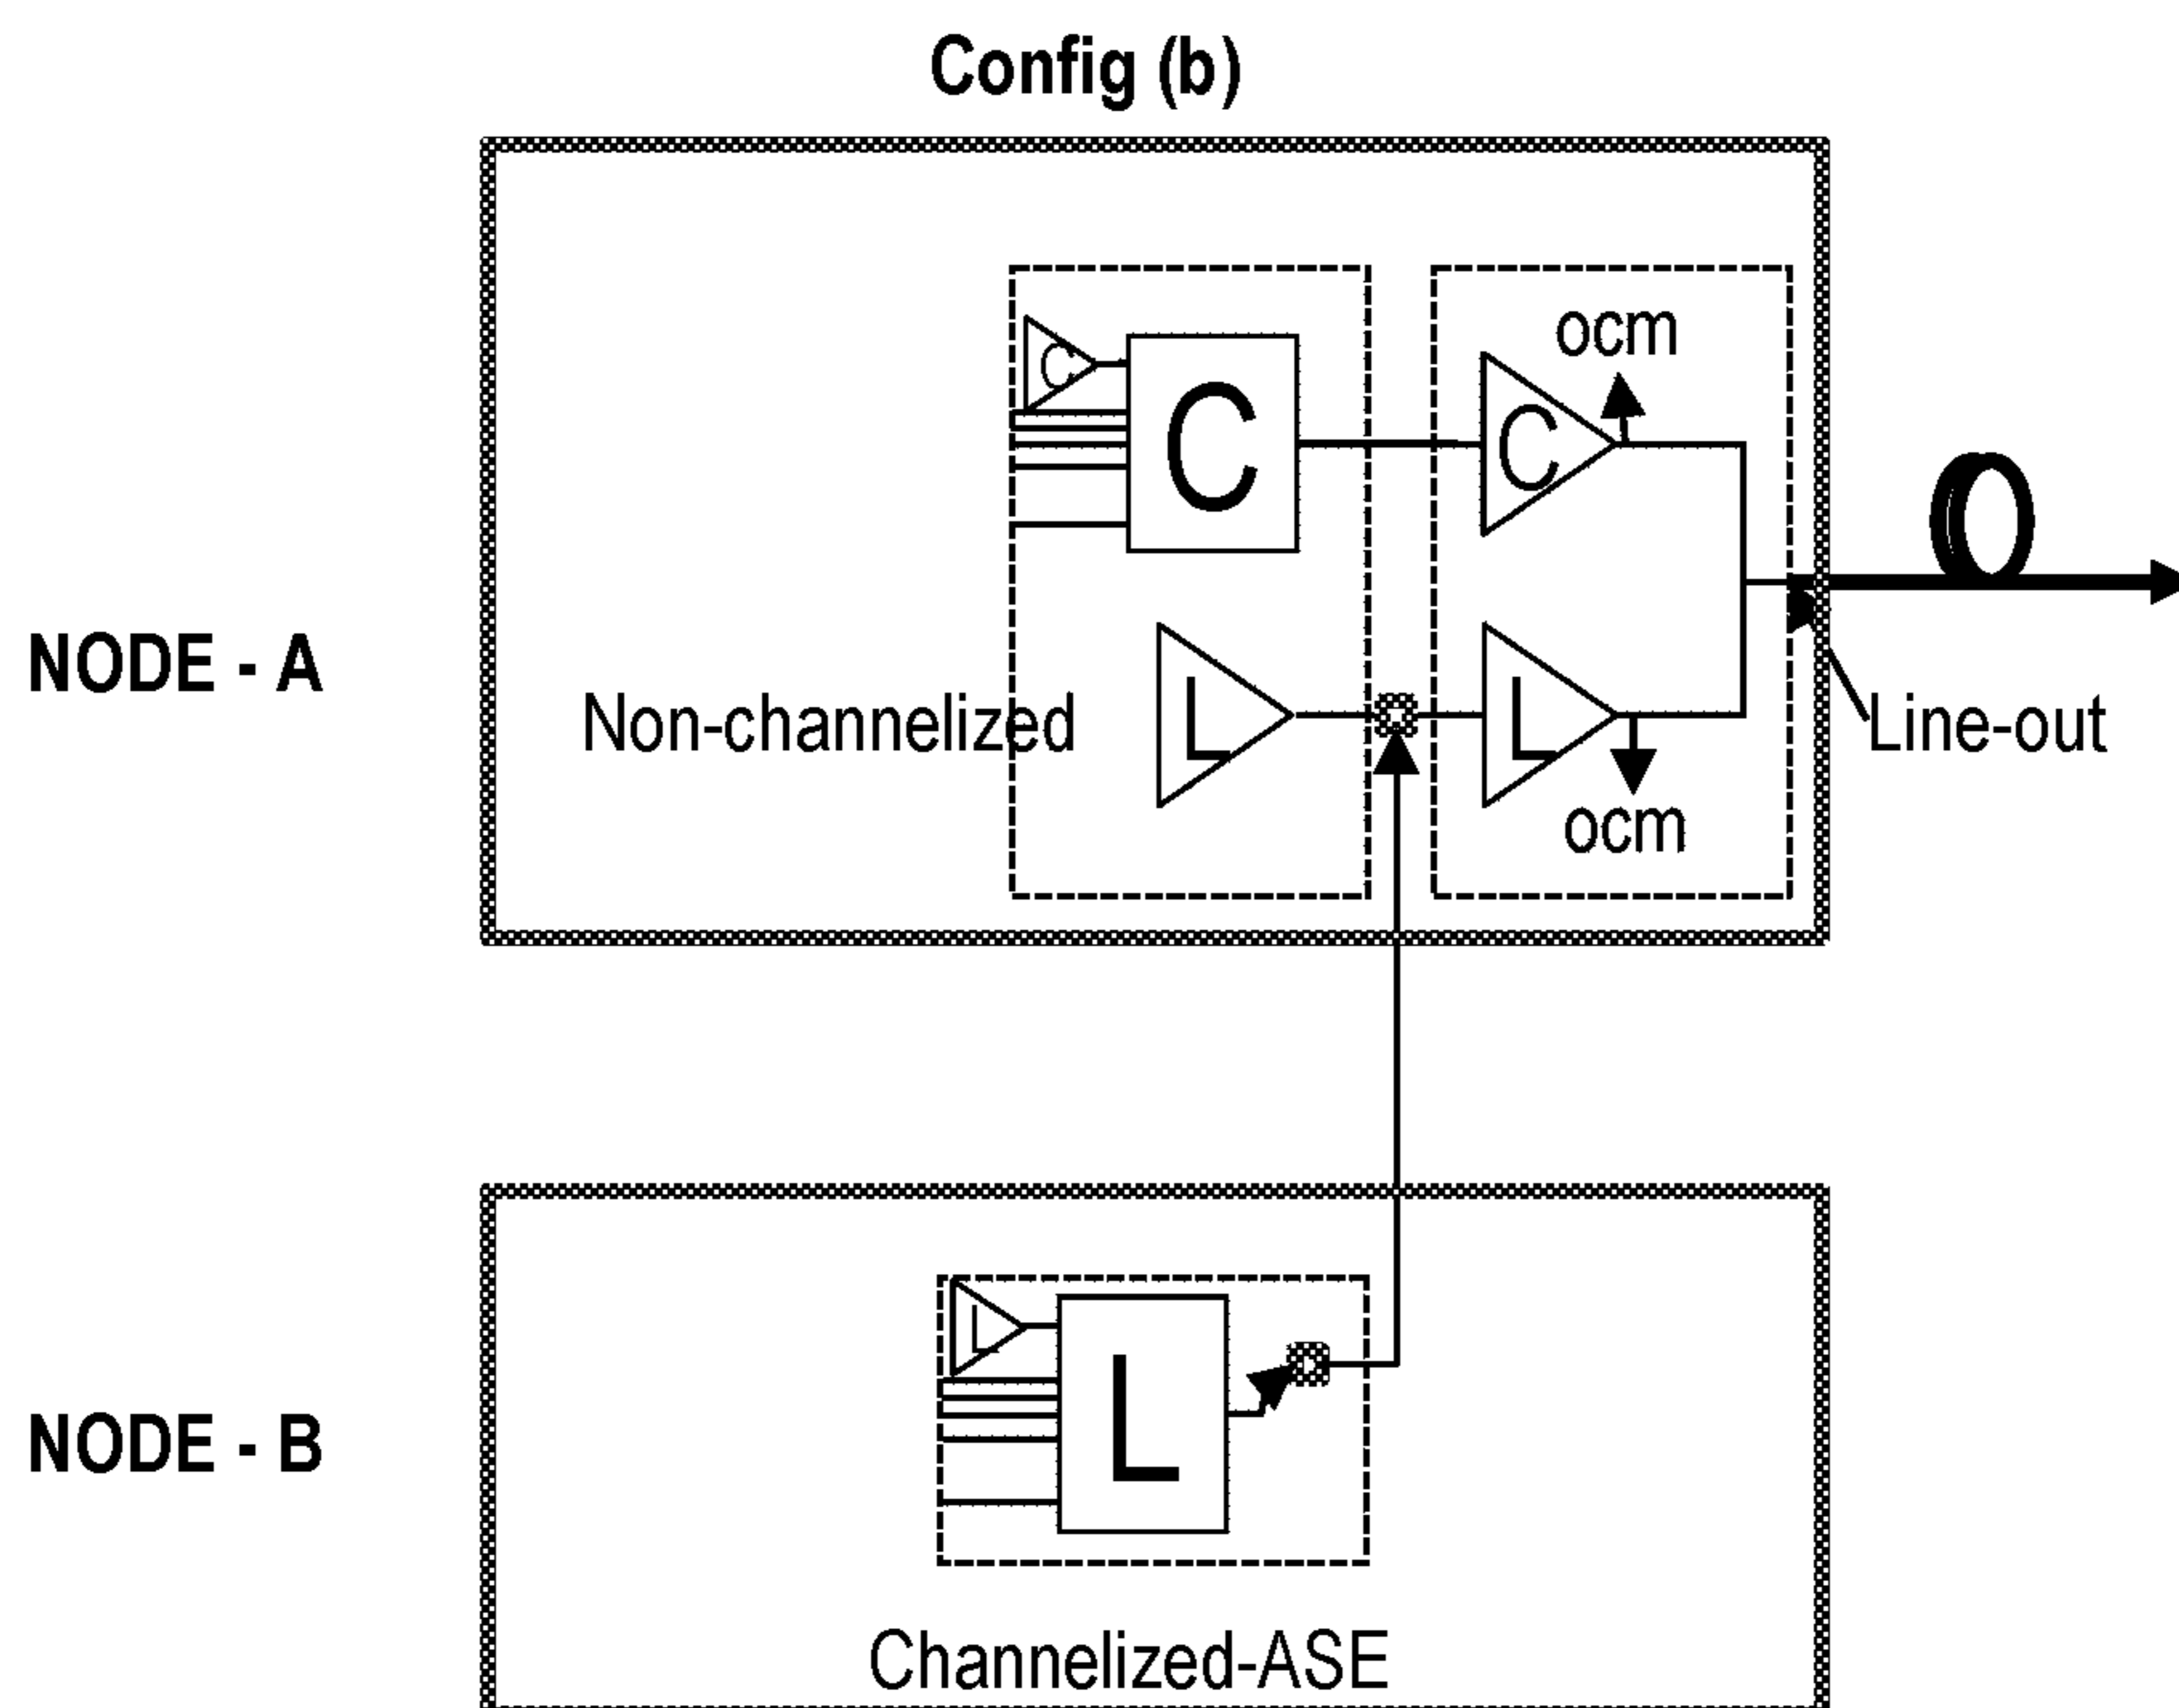 Config (b)
ocm
C
C
C
NODE - A
Non-channelized
L
L
Line-out
ocm
L
L
NODE - B
Channelized-ASE